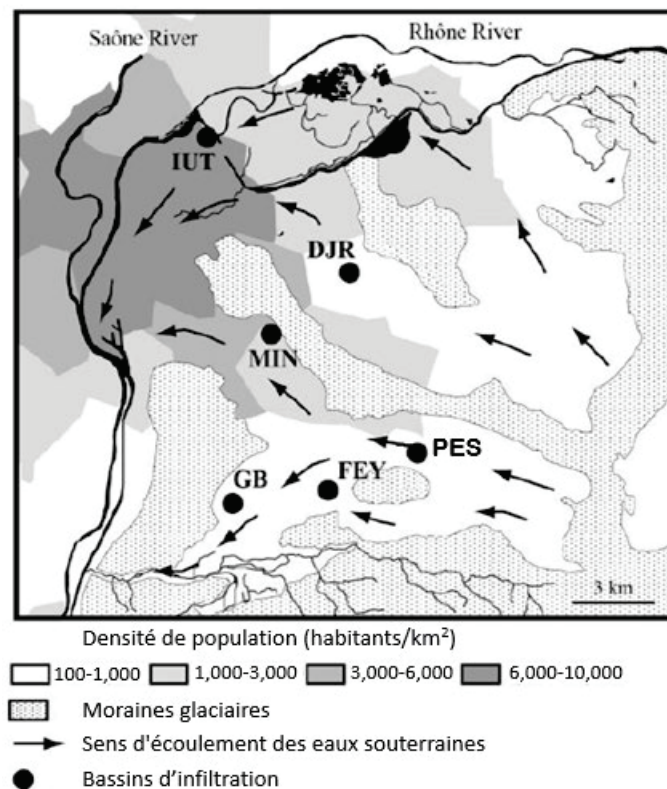 Saône River
Rhône River
IUT
DJR
MIN
PES
GB
FEY
3 km
Densité de population (habitants/km²)
100-1,000 1,000-3,000 3,000-6,000 6,000-10,000
Moraines glaciaires
Sens d'écoulement des eaux souterraines
Bassins d’infiltration